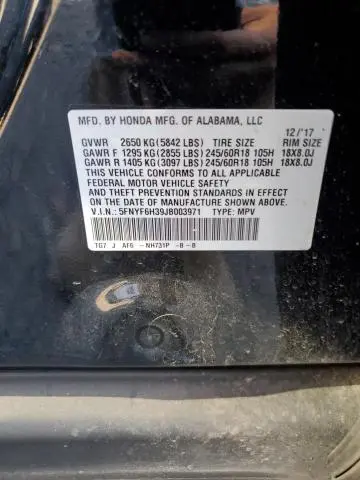 MFD. BY HONDA MFG. OF ALABAMA, LLC
12/'17
GVWR 2650 KG(5842 LBS) TIRE SIZE RIM SIZE
GAWR F 1295 KG(2855 LBS)245/60R18 105H 18X8.0J
GAWR R 1405 KG(3097 LBS)245/60R18 105H 18X8.0J
THIS VEHICLE CONFORMS TO ALL APPLICABLE
FEDERAL MOTOR VEHICLE SAFETY
AND THEFT PREVENTION STANDARDS IN EFFECT
ON THE DATE OF MANUFACTURE SHOWN ABOVE.
V.I.N.: 5FNYF6H39JB003971 TYPE: MPV
TG7 J AF6 -NH731P -B-B